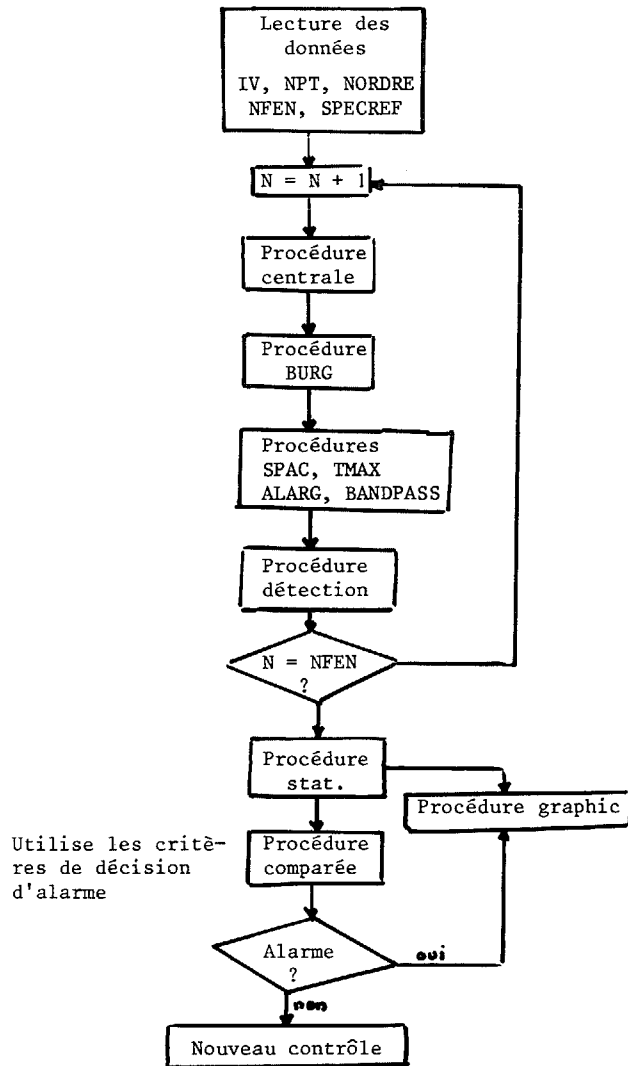 Lecture des
données
IV, NPT, NORDRE
NFEN, SPECREF
N = N + 1
Procédure
centrale
Procédure
BURG
Procédures
SPAC, TMAX
ALARG, BANDPASS
Procédure
détection
N = NFEN
?
Procédure
stat.
Procédure graphic
Utilise les critè-
res de décision
d'alarme
Procédure
comparée
Alarme
?
oui
non
Nouveau contrôle